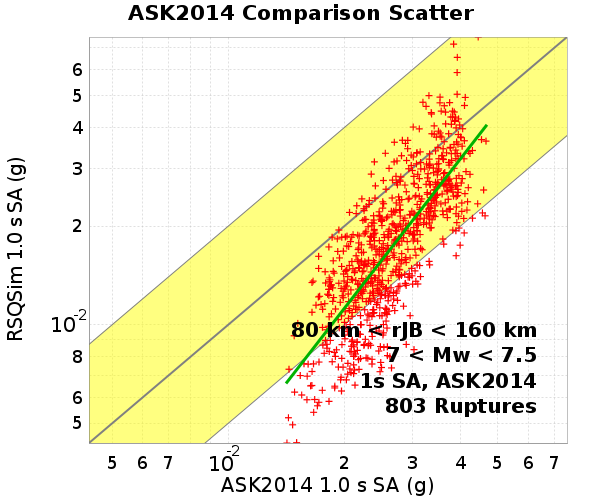 ASK2014 Comparison Scatter
RSQSim 1.0 s SA (g)
6
5
4
3
2
10-2
8
6
5
80 km < rJB < 160 km
7 < Mw < 7.5
1s SA, ASK2014
803 Ruptures
5 6 7 10-2 2 3 4 5 6 7
ASK2014 1.0 s SA (g)